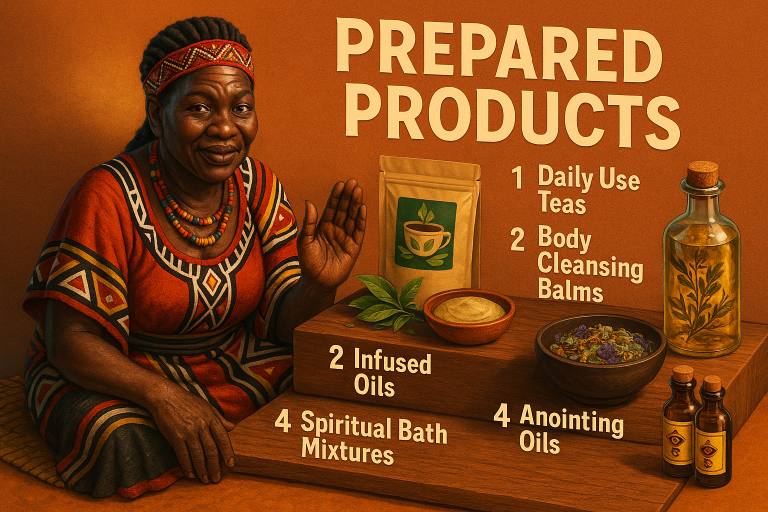 PREPARED
PRODUCTS
1 Daily Use
Teas
2 Body
Cleansing
Balms
2 Infused
Oils
4 Spiritual Bath
Mixtures
4 Anointing
Oils